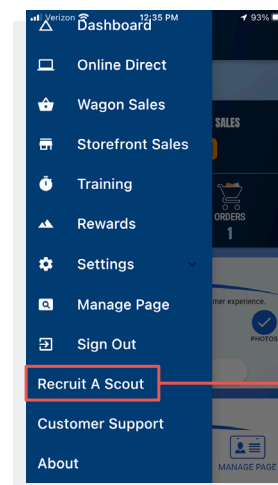 Verizon 12:35 PM 93%
Dashboard
Online Direct
Wagon Sales
SALES
Storefront Sales
Training
ORDERS
Rewards
1
Settings
Manage Page
mer experience.
PHOTOS
Sign Out
Recruit A Scout
Customer Support
About
MANAGE PAGE